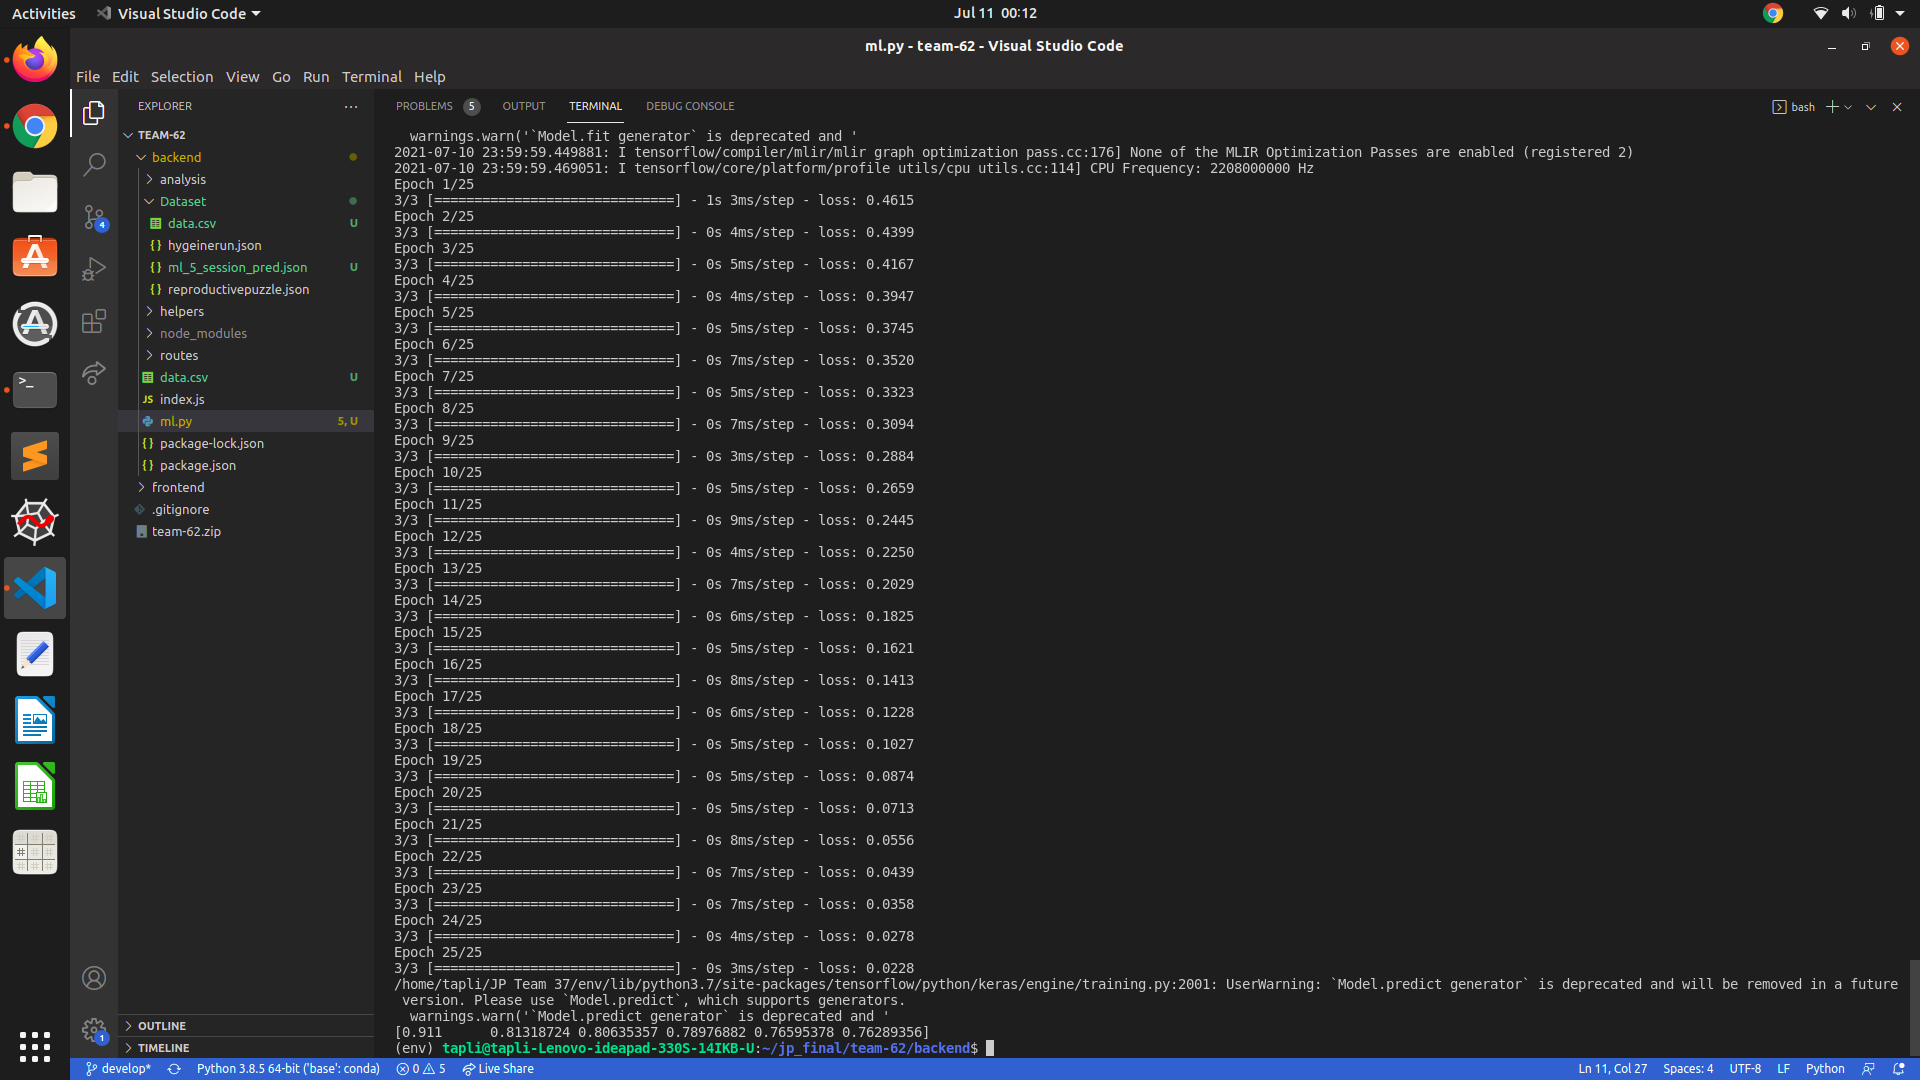 Activities
Visual Studio Code
Jul 11 00:12
ml.py - team-62 - Visual Studio Code
File Edit Selection View Go Run Terminal Help
EXPLORER
TEAM-62
backend
analysis
Dataset
data.csv U
hygeinerun.json
ml_5_session_pred.json U
reproductivepuzzle.json
helpers
node_modules
routes
data.csv U
index.js
ml.py 5, U
package-lock.json
package.json
frontend
.gitignore
team-62.zip
OUTLINE
TIMELINE
4
1
PROBLEMS 5 OUTPUT TERMINAL DEBUG CONSOLE
bash
warnings.warn('`Model.fit generator` is deprecated and '
2021-07-10 23:59:59.449881: I tensorflow/compiler/mlir/mlir graph optimization pass.cc:176] None of the MLIR Optimization Passes are enabled (registered 2)
2021-07-10 23:59:59.469051: I tensorflow/core/platform/profile utils/cpu utils.cc:114] CPU Frequency: 2208000000 Hz
Epoch 1/25
3/3 [==============================] - 1s 3ms/step - loss: 0.4615
Epoch 2/25
3/3 [==============================] - 0s 4ms/step - loss: 0.4399
Epoch 3/25
3/3 [==============================] - 0s 5ms/step - loss: 0.4167
Epoch 4/25
3/3 [==============================] - 0s 4ms/step - loss: 0.3947
Epoch 5/25
3/3 [==============================] - 0s 5ms/step - loss: 0.3745
Epoch 6/25
3/3 [==============================] - 0s 7ms/step - loss: 0.3520
Epoch 7/25
3/3 [==============================] - 0s 5ms/step - loss: 0.3323
Epoch 8/25
3/3 [==============================] - 0s 7ms/step - loss: 0.3094
Epoch 9/25
3/3 [==============================] - 0s 3ms/step - loss: 0.2884
Epoch 10/25
3/3 [==============================] - 0s 5ms/step - loss: 0.2659
Epoch 11/25
3/3 [==============================] - 0s 9ms/step - loss: 0.2445
Epoch 12/25
3/3 [==============================] - 0s 4ms/step - loss: 0.2250
Epoch 13/25
3/3 [==============================] - 0s 7ms/step - loss: 0.2029
Epoch 14/25
3/3 [==============================] - 0s 6ms/step - loss: 0.1825
Epoch 15/25
3/3 [==============================] - 0s 5ms/step - loss: 0.1621
Epoch 16/25
3/3 [==============================] - 0s 8ms/step - loss: 0.1413
Epoch 17/25
3/3 [==============================] - 0s 6ms/step - loss: 0.1228
Epoch 18/25
3/3 [==============================] - 0s 5ms/step - loss: 0.1027
Epoch 19/25
3/3 [==============================] - 0s 5ms/step - loss: 0.0874
Epoch 20/25
3/3 [==============================] - 0s 5ms/step - loss: 0.0713
Epoch 21/25
3/3 [==============================] - 0s 8ms/step - loss: 0.0556
Epoch 22/25
3/3 [==============================] - 0s 7ms/step - loss: 0.0439
Epoch 23/25
3/3 [==============================] - 0s 7ms/step - loss: 0.0358
Epoch 24/25
3/3 [==============================] - 0s 4ms/step - loss: 0.0278
Epoch 25/25
3/3 [==============================] - 0s 3ms/step - loss: 0.0228
/home/tapli/JP Team 37/env/lib/python3.7/site-packages/tensorflow/python/keras/engine/training.py:2001: UserWarning: `Model.predict generator` is deprecated and will be removed in a future
version. Please use `Model.predict`, which supports generators.
warnings.warn('`Model.predict generator` is deprecated and '
[0.911 0.81318724 0.80635357 0.78976882 0.76595378 0.76289356]
(env) tapli@tapli-Lenovo-ideapad-330S-14IKB-U:~/jp_final/team-62/backend$
develop* Python 3.8.5 64-bit ('base': conda) 0 5 Live Share Ln 11, Col 27 Spaces: 4 UTF-8 LF Python